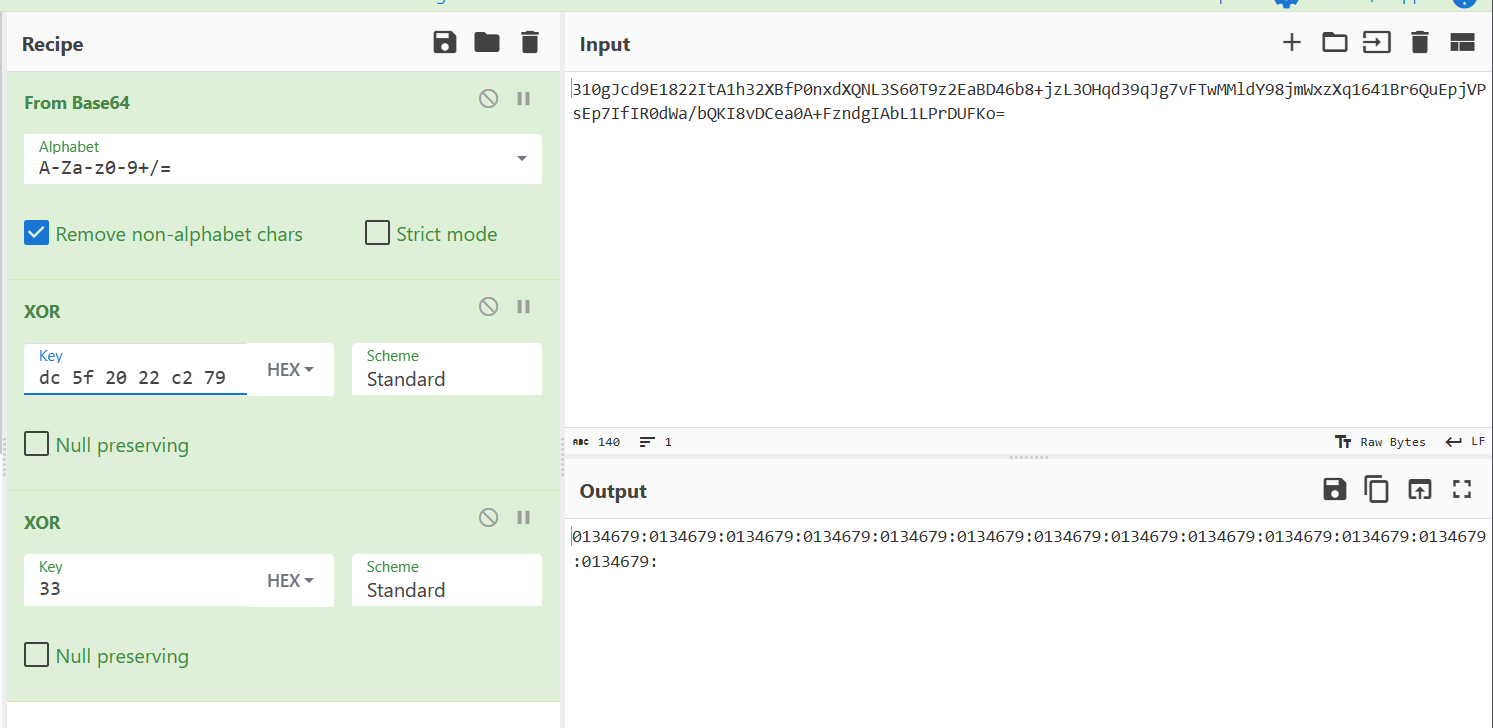 Recipe
From Base64
Alphabet
A-Za-z0-9+/=
Remove non-alphabet chars
Strict mode
XOR
Key
dc 5f 20 22 c2 79
HEX
Scheme
Standard
Null preserving
XOR
Key
33
HEX
Scheme
Standard
Null preserving
Input
310gJcd9E1822ItA1h32XBfP0nxdXQNL3S60T9z2EaBD46b8+jzL3OHqd39qJg7vFTwMMldY98jmWxzXq1641Br6QuEpjVP
sEp7IfIR0dWa/bQKI8vDCea0A+FzndgIAbL1LPrDUFKo=
ABC 140
1
Raw Bytes
LF
Output
0134679:0134679:0134679:0134679:0134679:0134679:0134679:0134679:0134679:0134679:0134679:0134679
:0134679: